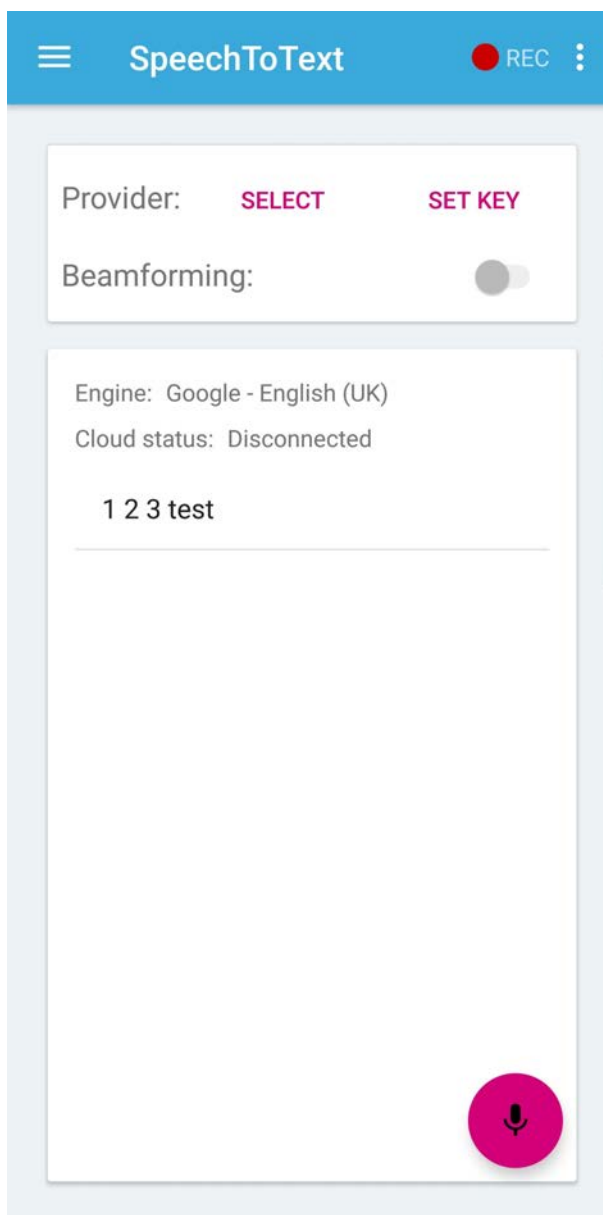 SpeechToText REC
Provider: SELECT SET KEY
Beamforming:
Engine: Google - English (UK)
Cloud status: Disconnected
1 2 3 test